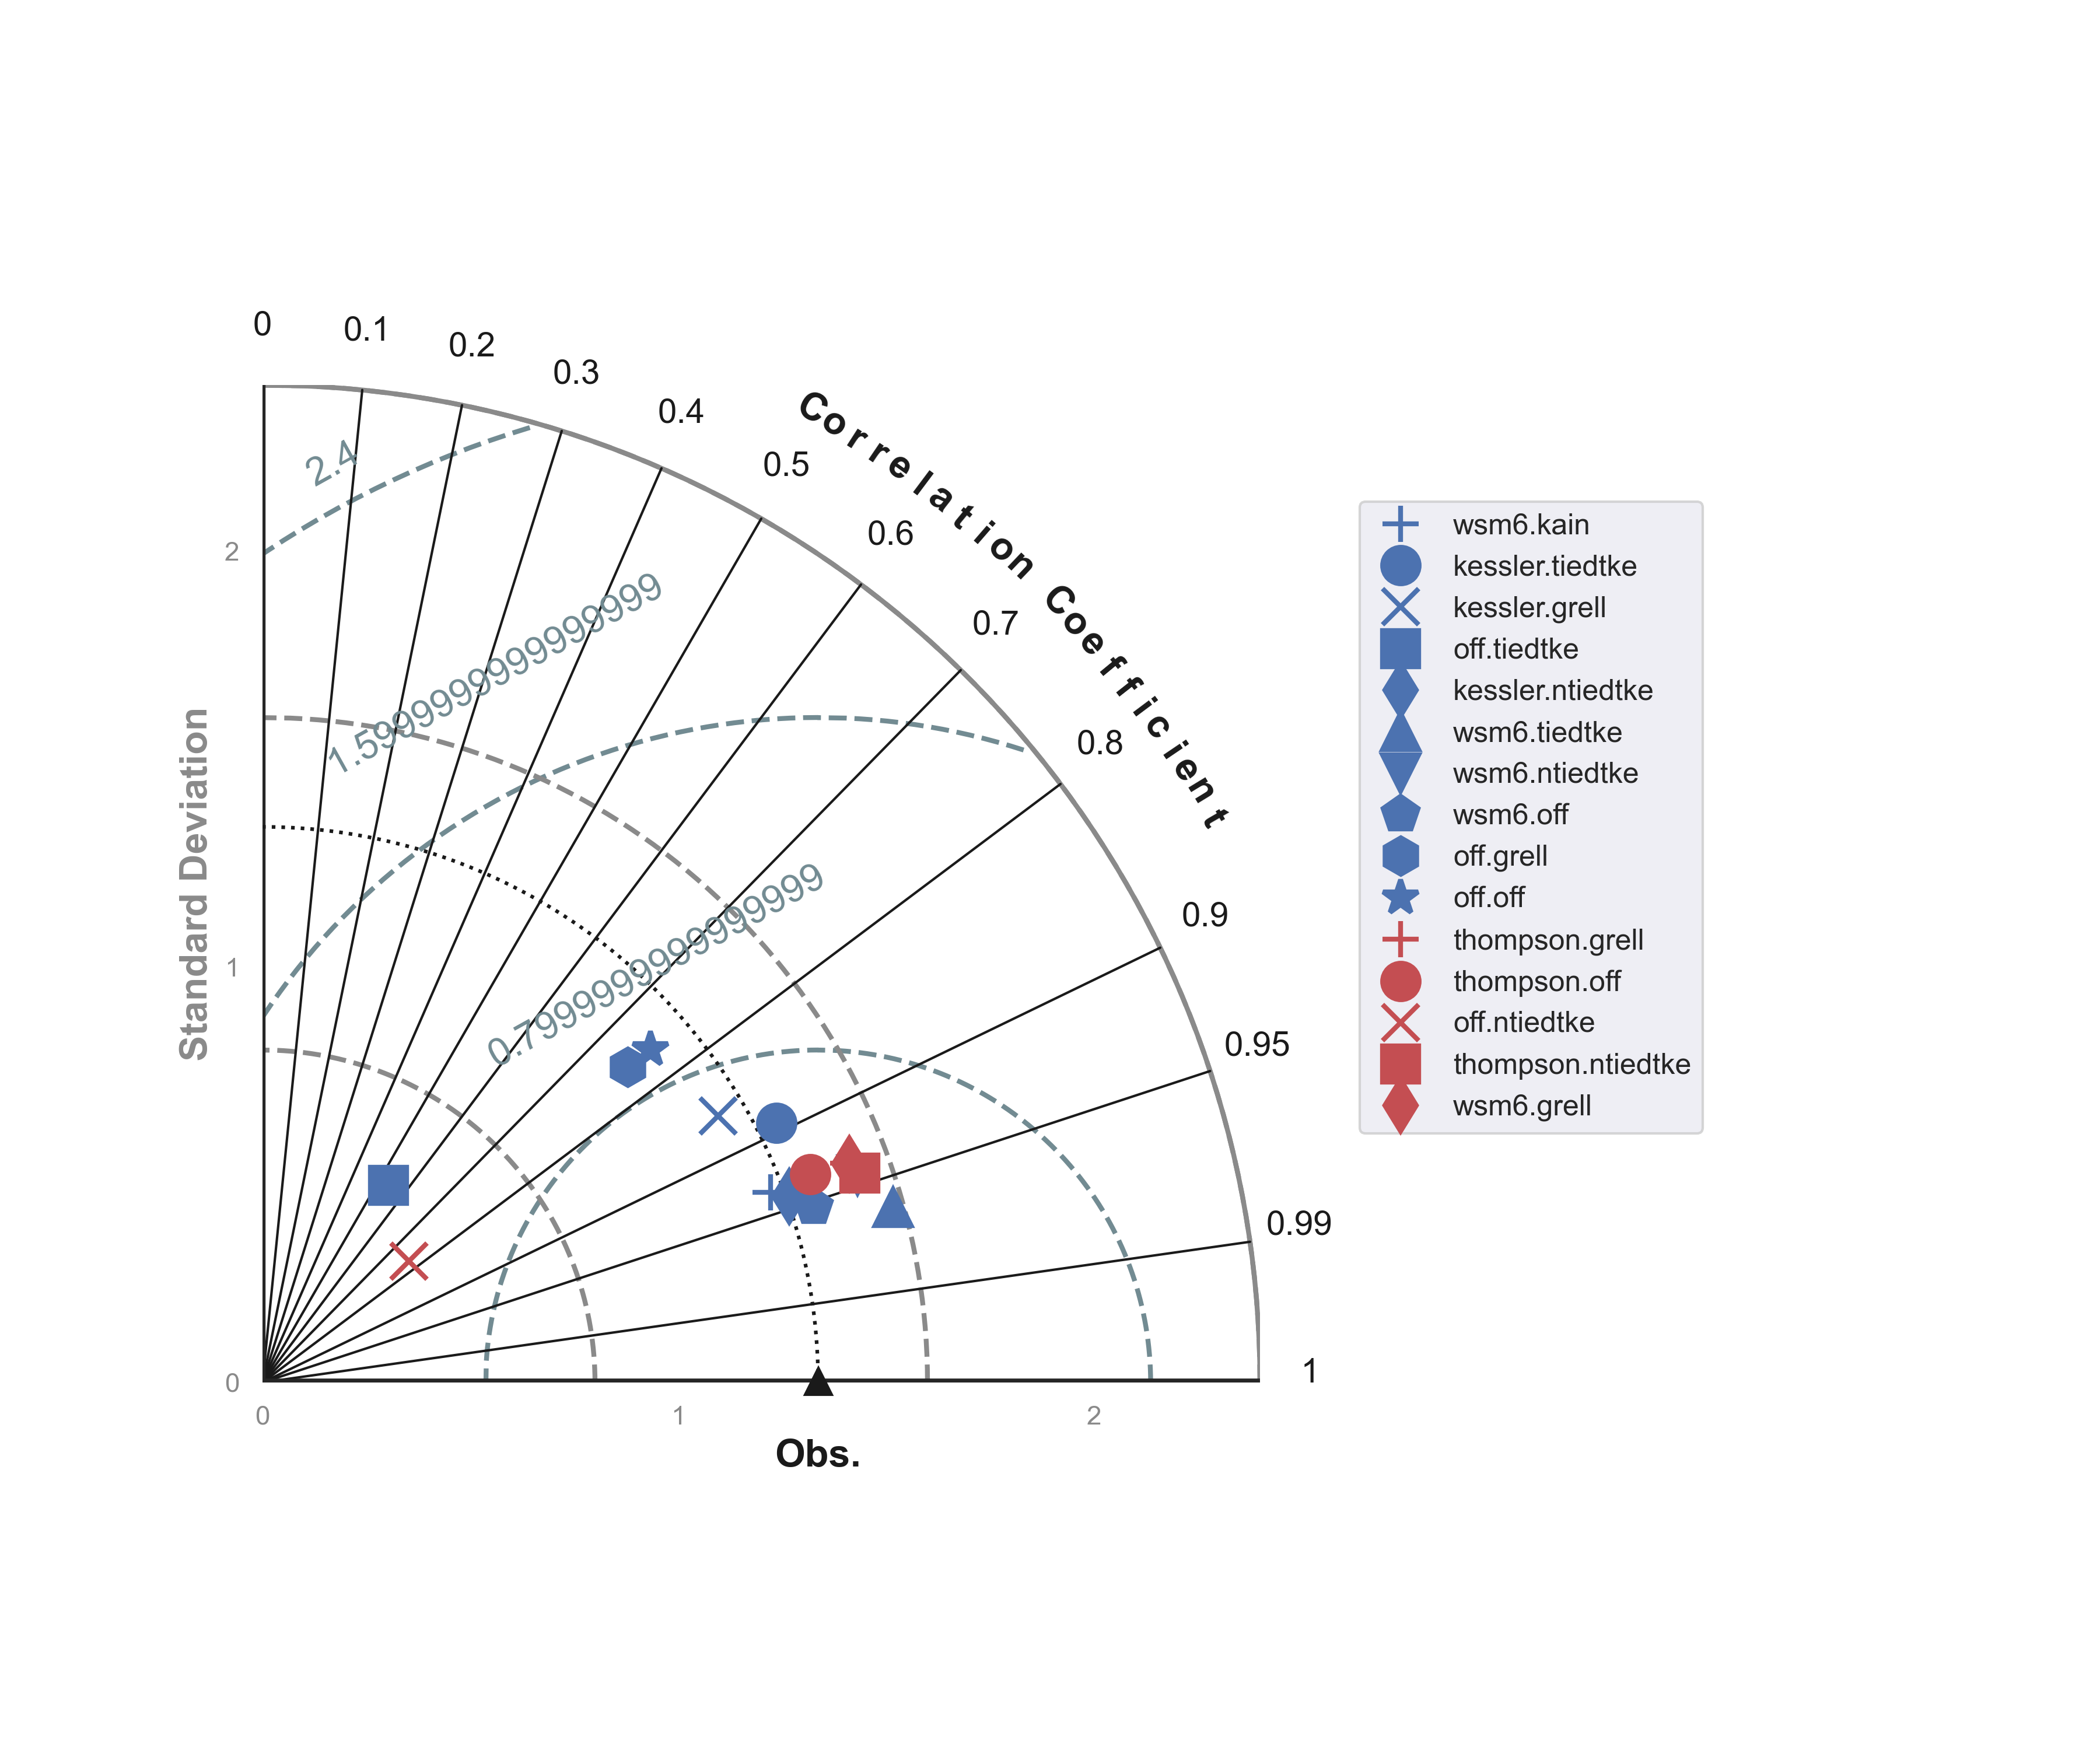 0
0.1
0.2
0.3
0.4
0.5
0.6
0.7
0.8
0.9
0.95
0.99
1
Correlation Coefficient
2.4
1.5999999999999999
0.7999999999999999
Standard Deviation
2
1
0
0
1
2
Obs.
wsm6.kain
kessler.tiedtke
kessler.grell
off.tiedtke
kessler.ntiedtke
wsm6.tiedtke
wsm6.ntiedtke
wsm6.off
off.grell
off.off
thompson.grell
thompson.off
off.ntiedtke
thompson.ntiedtke
wsm6.grell